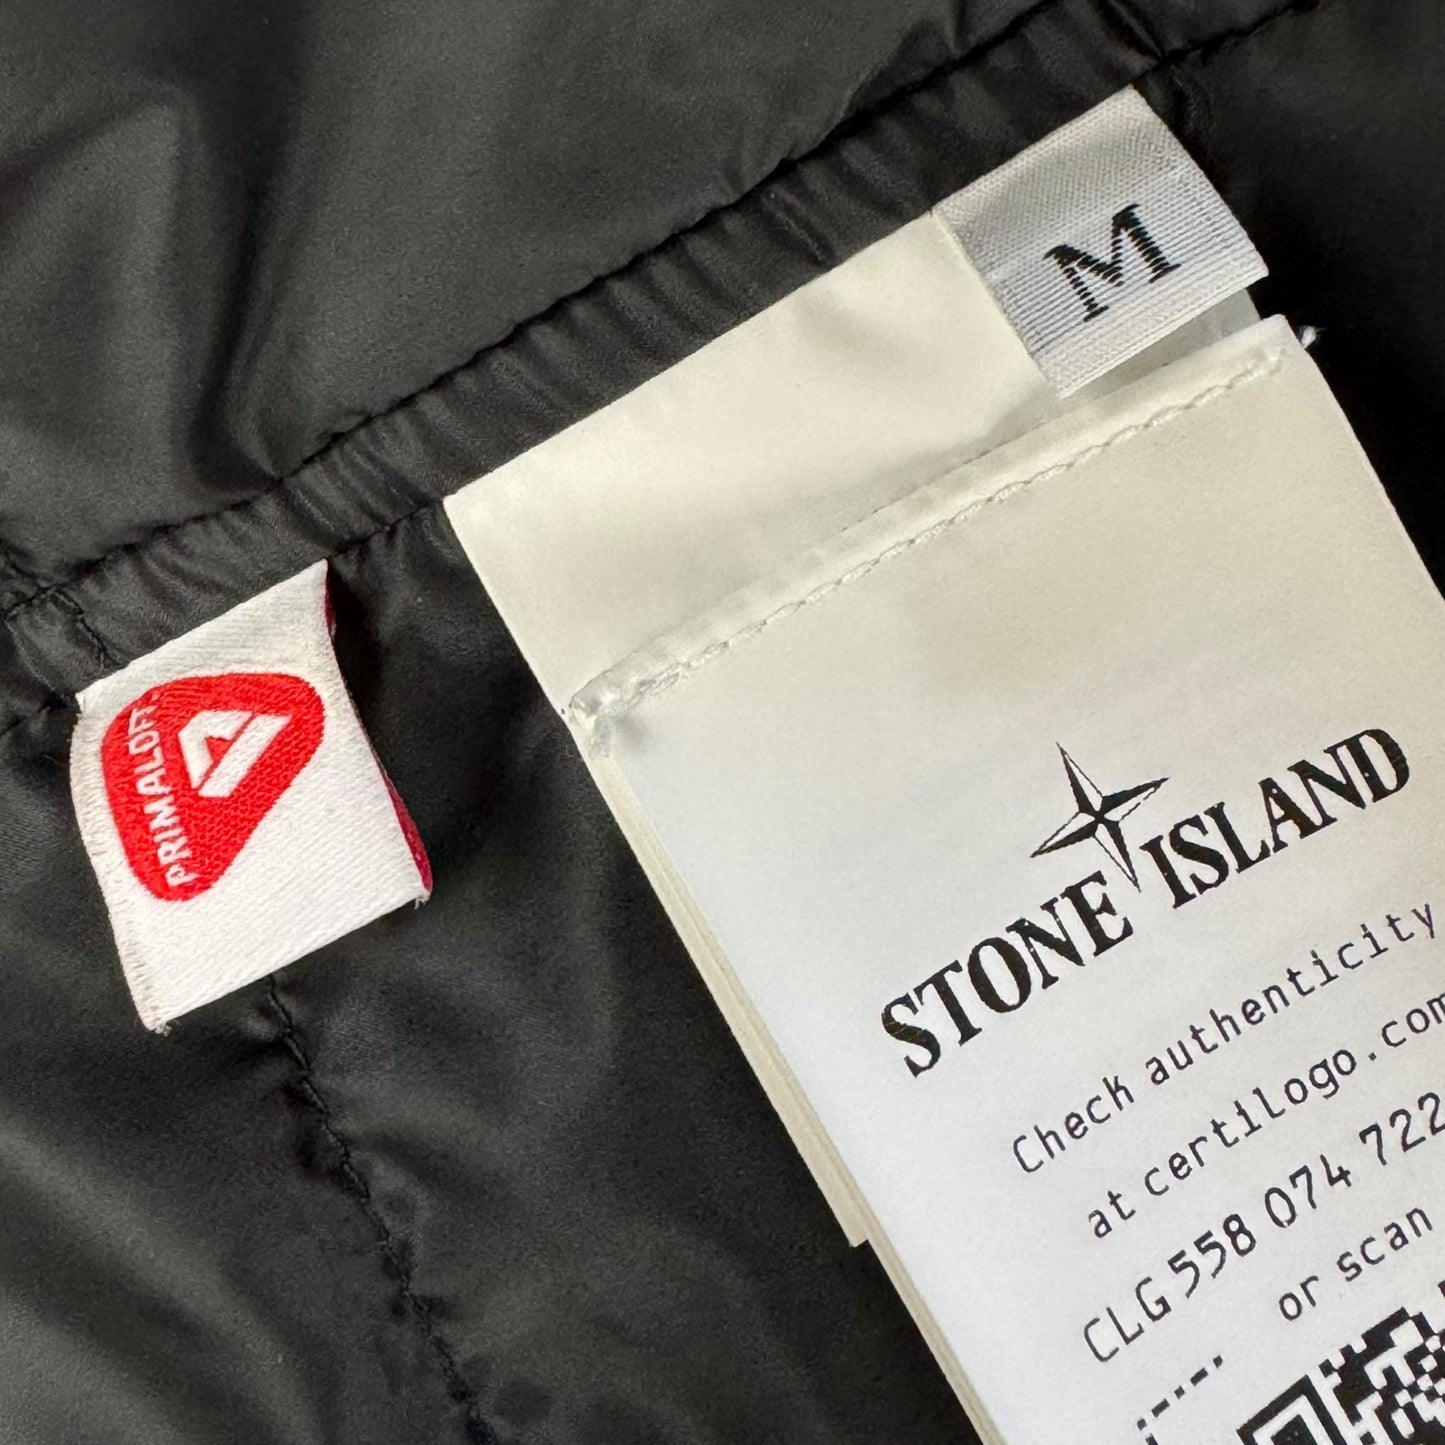 M
PRIMALOFT
STONE ISLAND
Check authenticity
at certilogo.com
CLG 558 074 722
or scan